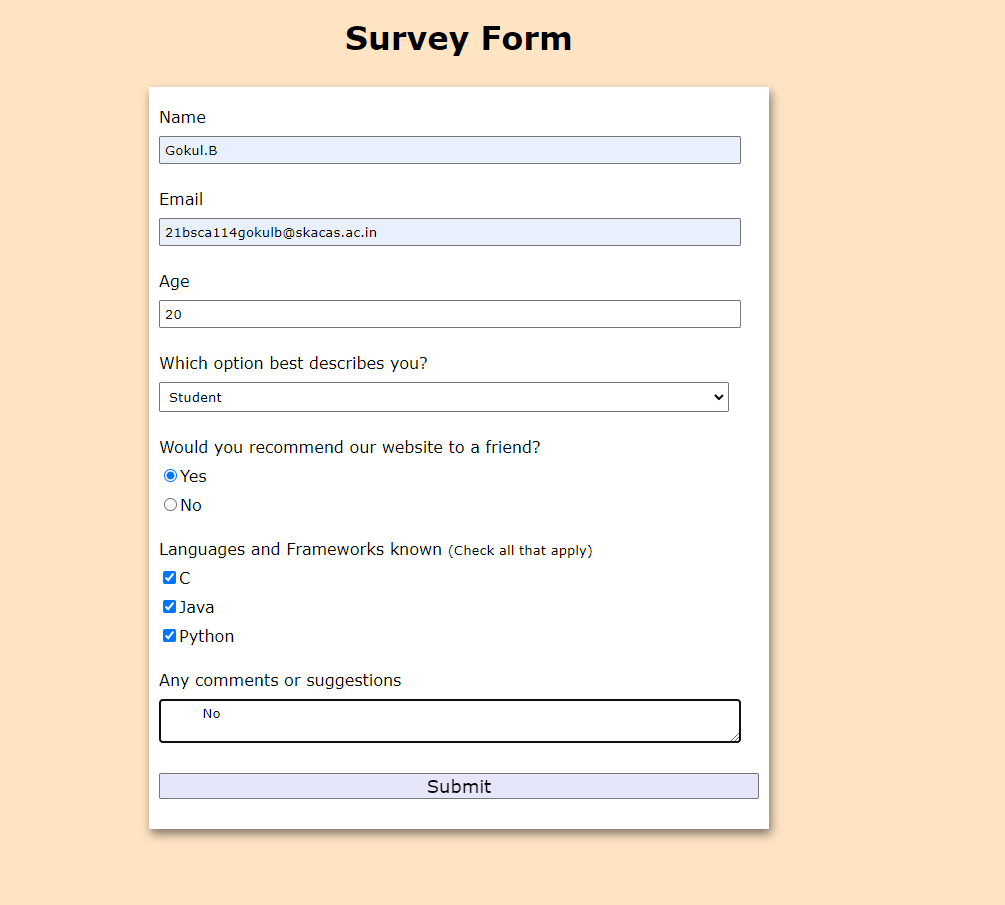 Survey Form
Name
Gokul.B
Email
21bsca114gokulb@skacas.ac.in
Age
20
Which option best describes you?
Student
Would you recommend our website to a friend?
Yes
No
Languages and Frameworks known (Check all that apply)
C
Java
Python
Any comments or suggestions
No
Submit